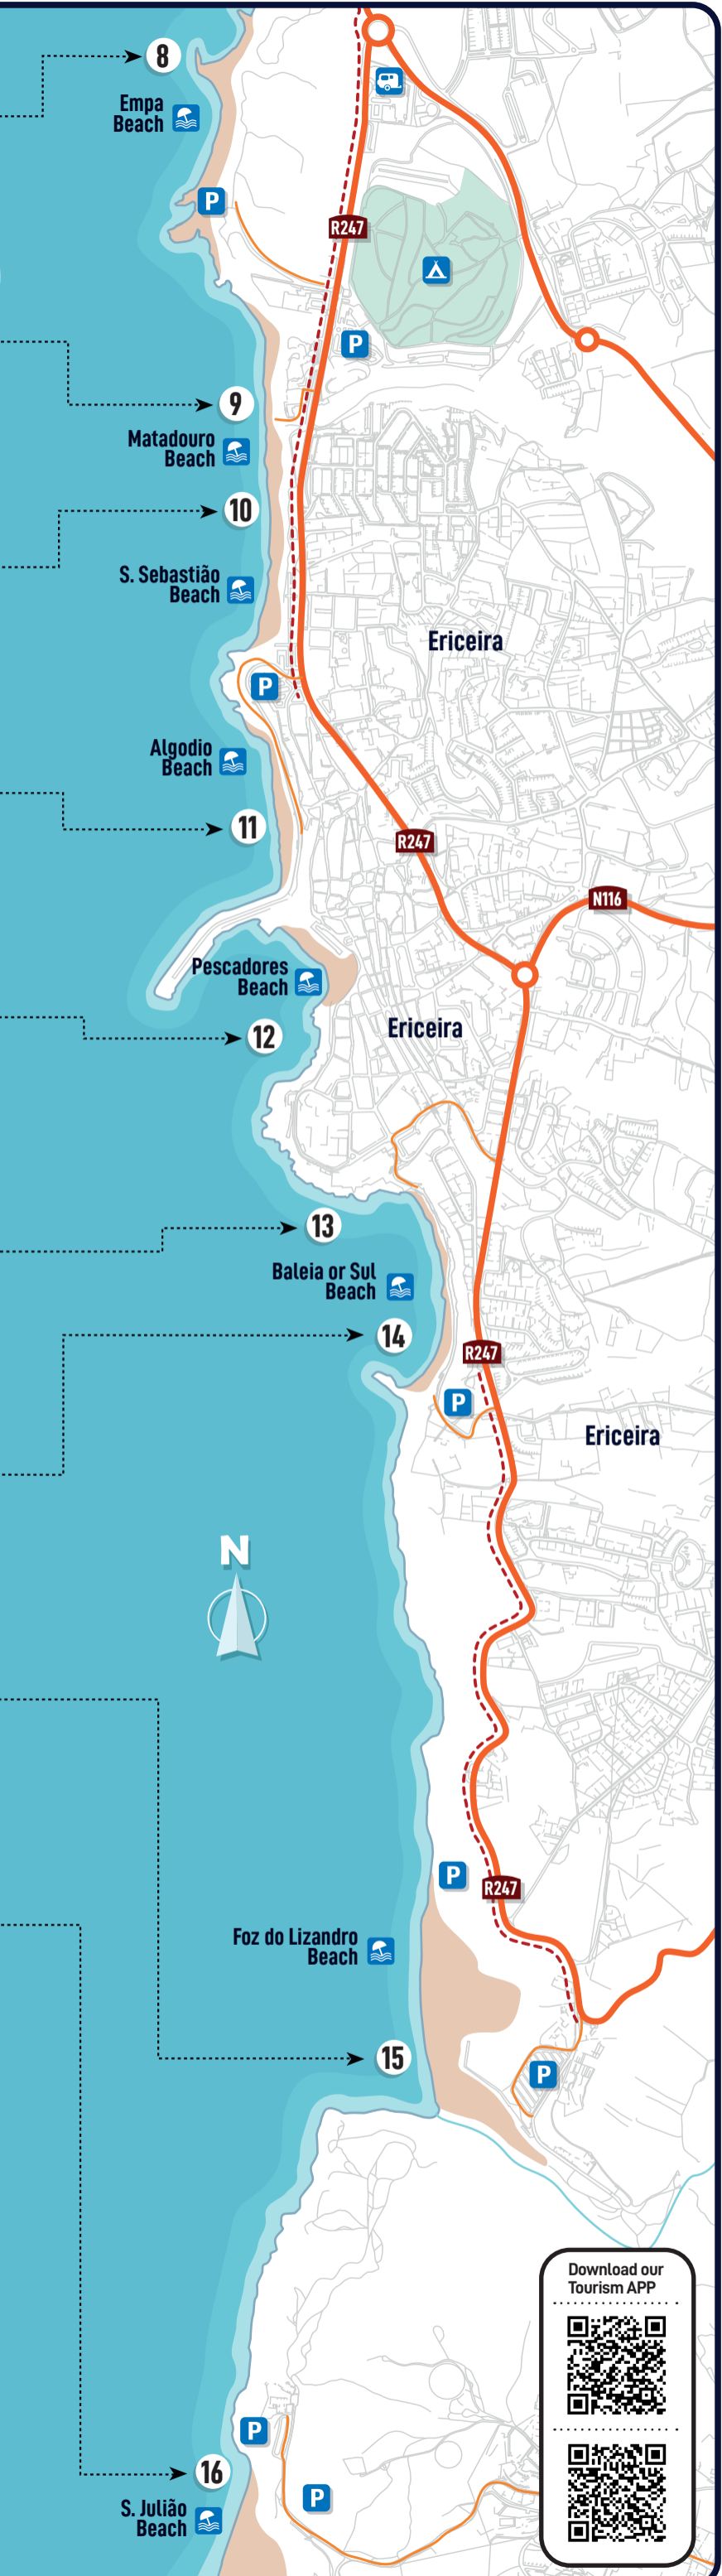 8
Empa
Beach
P
R247
P
9
Matadouro
Beach
10
S. Sebastião
Beach
Ericeira
P
Algodio
Beach
11
R247
N116
Pescadores
Beach
Ericeira
12
13
Baleia or Sul
Beach
14
R247
P
Ericeira
N
P
R247
Foz do Lizandro
Beach
15
P
Download our
Tourism APP
P
16
P
S. Julião
Beach